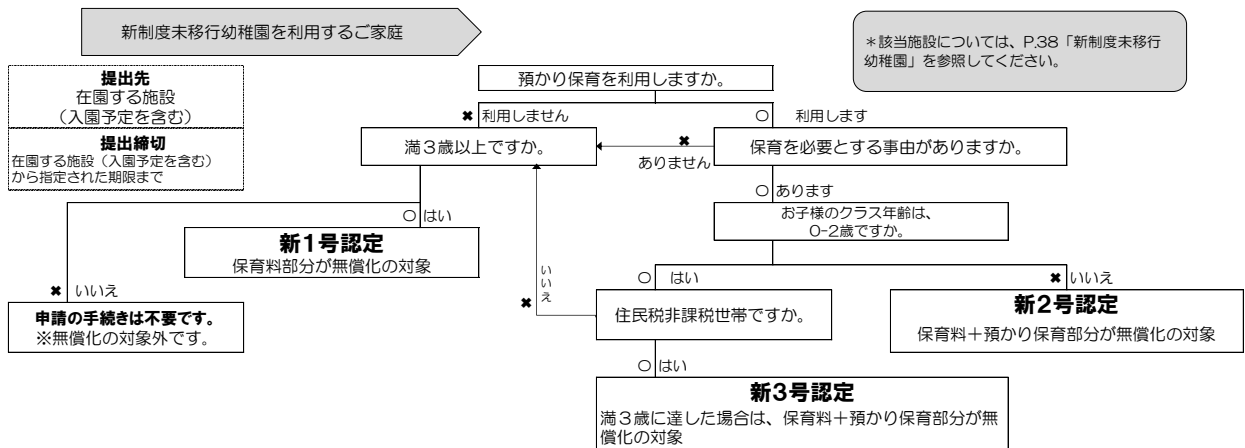 新制度未移行幼稚園を利用するご家庭
＊該当施設については、P.38「新制度未移行
幼稚園」を参照してください。
提出先
在園する施設
（入園予定を含む）
提出締切
在園する施設（入園予定を含む）
から指定された期限まで
預かり保育を利用しますか。
✖ 利用しません
〇 利用します
満３歳以上ですか。
✖
ありません
保育を必要とする事由がありますか。
〇 あります
お子様のクラス年齢は、
0-2歳ですか。
〇 はい
新1号認定
保育料部分が無償化の対象
✖ いいえ
申請の手続きは不要です。
※無償化の対象外です。
いいえ
✖
〇 はい
住民税非課税世帯ですか。
✖ いいえ
新2号認定
保育料＋預かり保育部分が無償化の対象
〇 はい
新3号認定
満３歳に達した場合は、保育料＋預かり保育部分が無
償化の対象